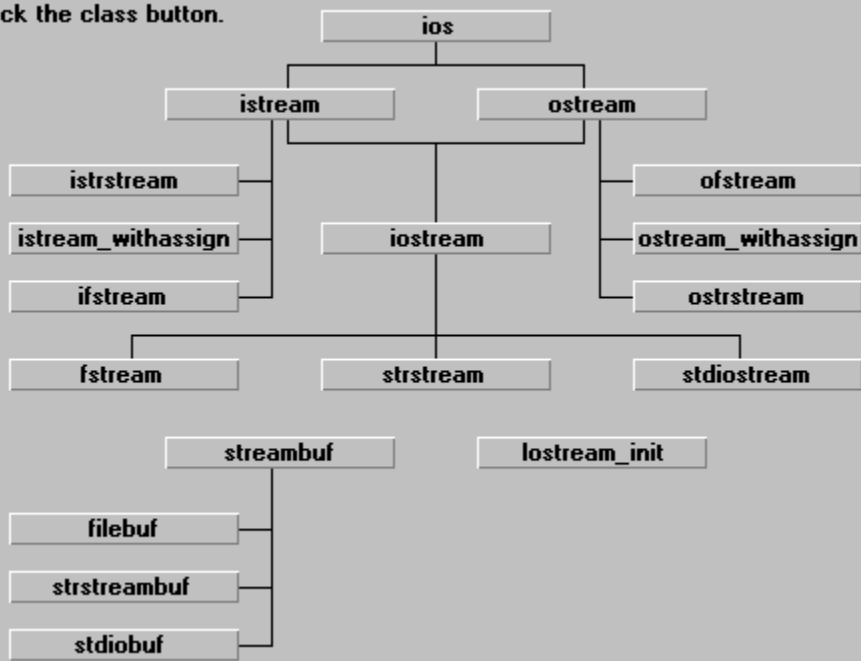 ck the class button.
ios
istream ostream
istrstream ofstream
istream_withassign iostream ostream_withassign
ifstream ostrstream
fstream strstream stdiostream
streambuf lostream_init
filebuf
strstreambuf
stdiobuf